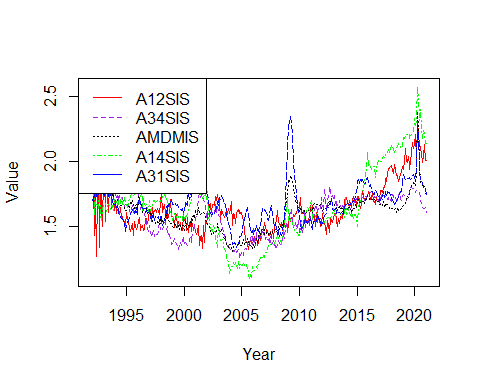 2.5
2.0
1.5
Value
A12SIS
A34SIS
AMDMIS
A14SIS
A31SIS
1995 2000 2005 2010 2015 2020
Year